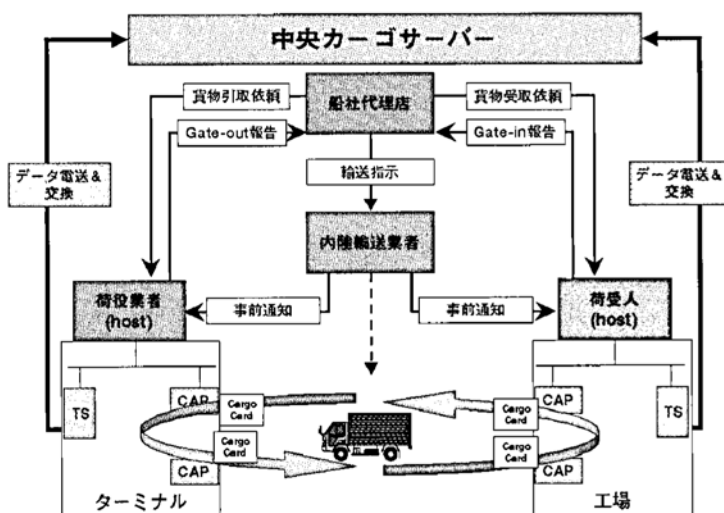 中央カーゴサーバー
貨物引取依頼
船社代理店
貨物受取依頼
Gate-out報告
Gate-in報告
データ電送&
交換
輸送指示
データ電送&
交換
内陸輸送業者
荷役業者
(host)
事前通知
事前通知
荷受人
(host)
TS
CAP
Cargo
Card
Cargo
Card
CAP
TS
Cargo
Card
Cargo
Card
CAP
CAP
ターミナル
工場